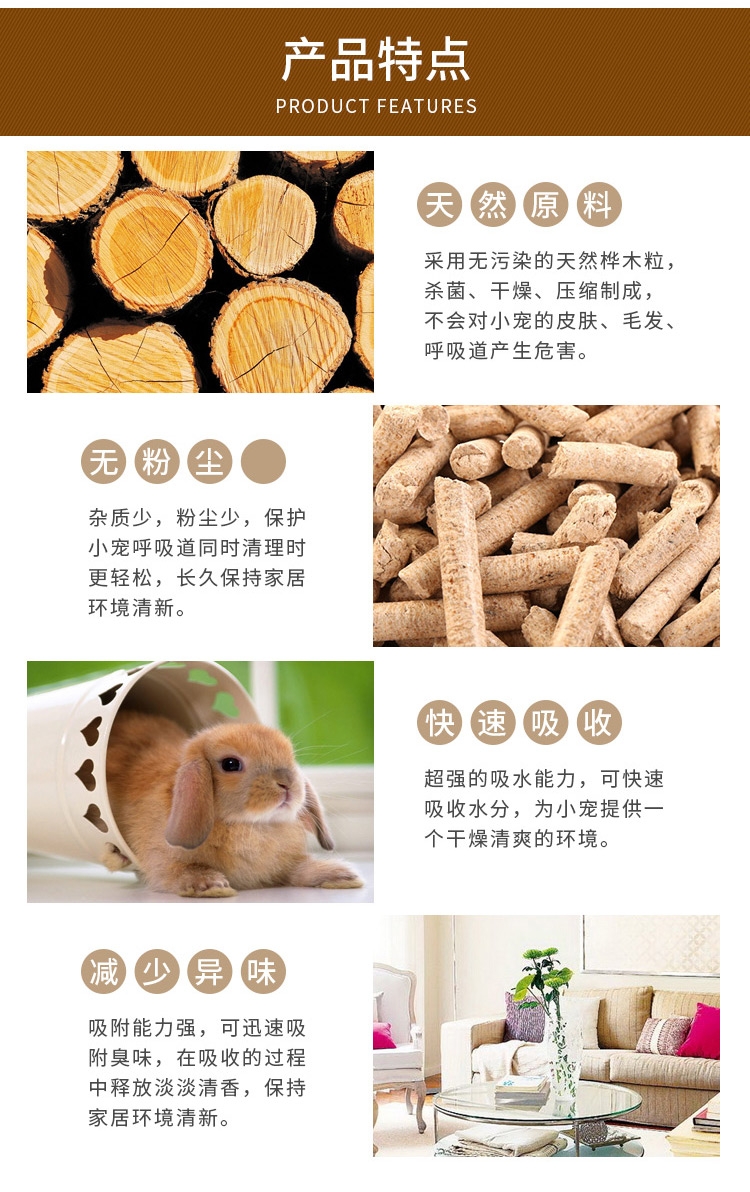 产品特点
PRODUCT FEATURES
天然原料
采用无污染的天然桦木粒，
杀菌、干燥、压缩制成，
不会对小宠的皮肤、毛发、
呼吸道产生危害。
无粉尘
杂质少，粉尘少，保护
小宠呼吸道同时清理时
更轻松，长久保持家居
环境清新。
快速吸收
超强的吸水能力，可快速
吸收水分，为小宠提供一
个干燥清爽的环境。
减少异味
吸附能力强，可迅速吸
附臭味，在吸收的过程
中释放淡淡清香，保持
家居环境清新。